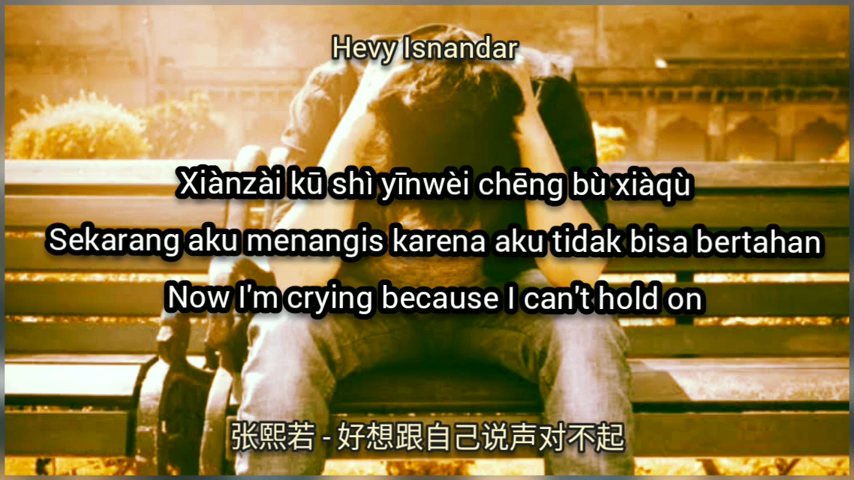 Hevy Isnandar
Xiànzài kū shì yīnwèi chēng bù xiàqù
Sekarang aku menangis karena aku tidak bisa bertahan
Now I'm crying because I can't hold on
张熙若 - 好想跟自己说声对不起